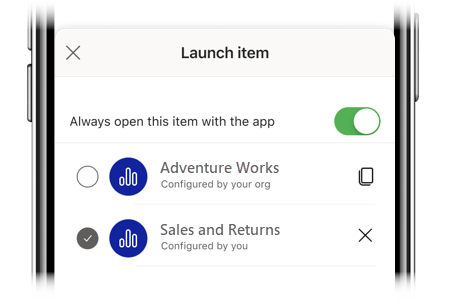 Launch item
Always open this item with the app
Adventure Works
Configured by your org
Sales and Returns
Configured by you